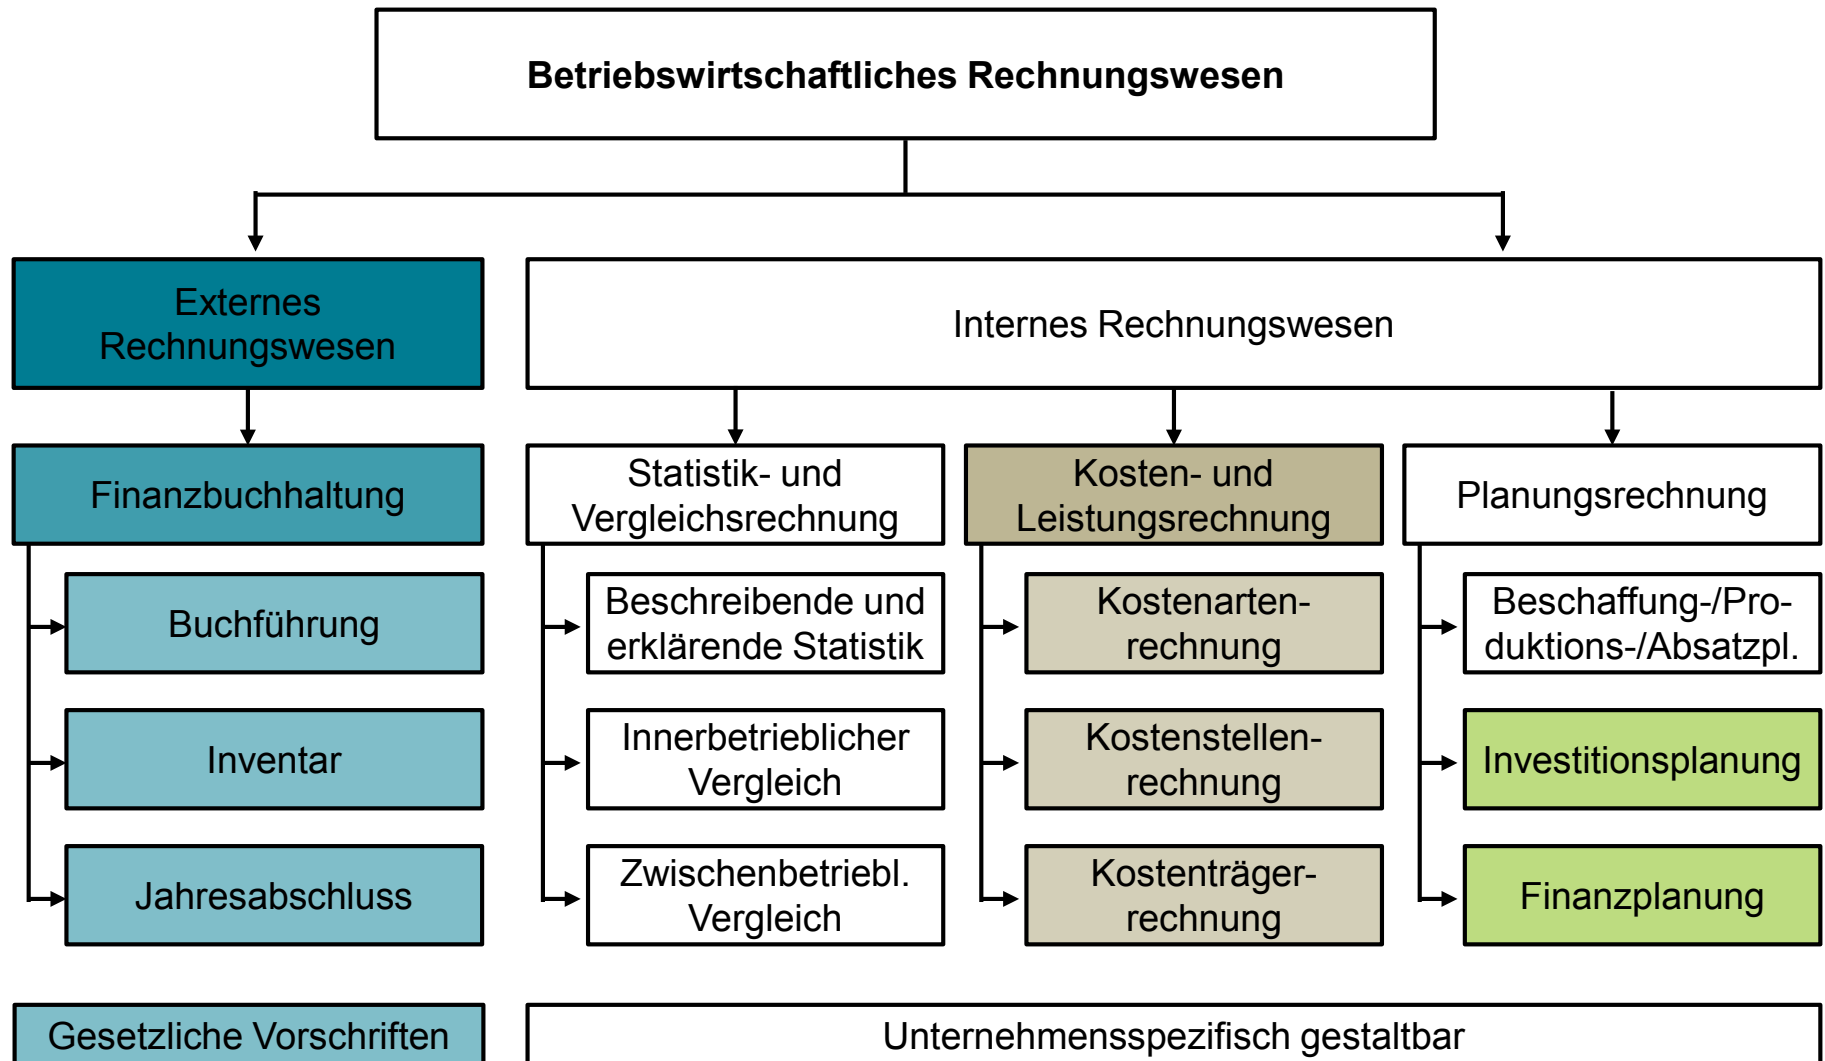 Betriebswirtschaftliches Rechnungswesen
Externes
Rechnungswesen
Internes Rechnungswesen
Finanzbuchhaltung
Statistik- und
Vergleichsrechnung
Kosten- und
Leistungsrechnung
Planungsrechnung
Buchführung
Beschreibende und
erklärende Statistik
Kostenarten-
rechnung
Beschaffung-/Pro-
duktions-/Absatzpl.
Inventar
Innerbetrieblicher
Vergleich
Kostenstellen-
rechnung
Investitionsplanung
Jahresabschluss
Zwischenbetriebl.
Vergleich
Kostenträger-
rechnung
Finanzplanung
Gesetzliche Vorschriften
Unternehmensspezifisch gestaltbar